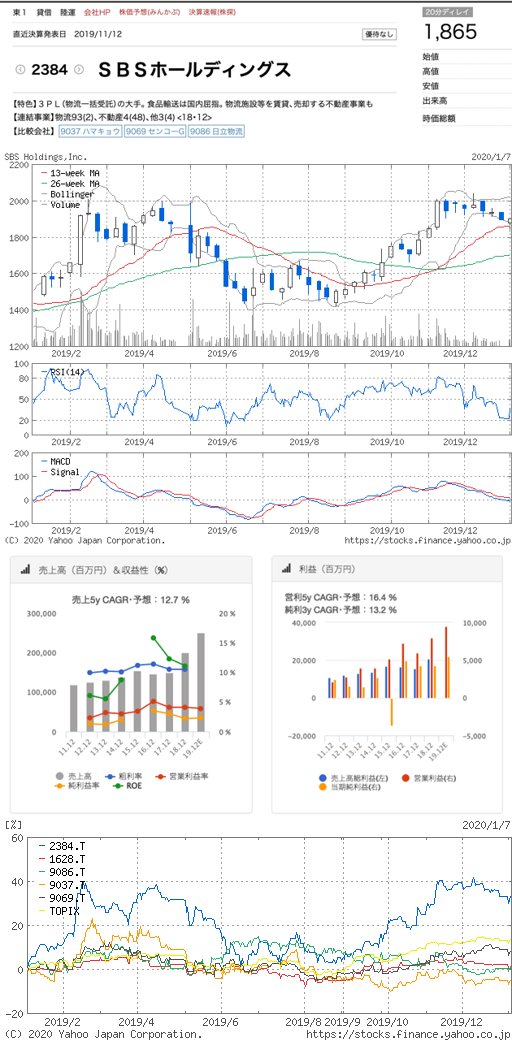 東1 貸借 陸運 会社HP 株価予想(みんかぶ) 決算速報(株探)
20分ディレイ
直近決算発表日 2019/11/12
優待なし
1,865
2384 ＳＢＳホールディングス
始値
高値
安値
出来高
時価総額
【特色】３ＰＬ(物流一括受託)の大手。食品輸送は国内屈指。物流施設等を賃貸、売却する不動産事業も
【連結事業】物流93(2)、不動産4(48)、他3(4) <18・12>
【比較会社】 9037 ハマキョウ 9069 センコーG 9086 日立物流
SBS Holdings,Inc.
2020/1/7
2200
2000
1800
1600
1400
1200
13-week MA
26-week MA
Bollinger
Volume
2019/2 2019/4 2019/6 2019/8 2019/10 2019/12
100
80
50
20
0
RSI(14)
2019/2 2019/4 2019/6 2019/8 2019/10 2019/12
200
100
0
-100
MACD
Signal
2019/2 2019/4 2019/6 2019/8 2019/10 2019/12
(C) 2020 Yahoo Japan Corporation.
https://stocks.finance.yahoo.co.jp
売上高（百万円）＆収益性（%）
売上5y CAGR・予想：12.7 %
300,000
200,000
100,000
0
20 %
15 %
10 %
5 %
0 %
11.12 12.12 13.12 14.12 15.12 16.12 17.12 18.12 19.12E
売上高 粗利率 営業利益率
純利益率 ROE
利益（百万円）
営利5y CAGR・予想：16.4 %
純利3y CAGR・予想：13.2 %
40,000
20,000
0
-20,000
10,000
5,000
0
-5,000
11.12 12.12 13.12 14.12 15.12 16.12 17.12 18.12 19.12E
売上高総利益(左) 営業利益(右)
当期純利益(右)
[%]
2020/1/7
60
40
20
0
-20
2384.T
1628.T
9086.T
9037.T
9069.T
TOPIX
2019/2 2019/4 2019/6 2019/8 2019/9 2019/10 2019/12
(C) 2020 Yahoo Japan Corporation.
https://stocks.finance.yahoo.co.jp